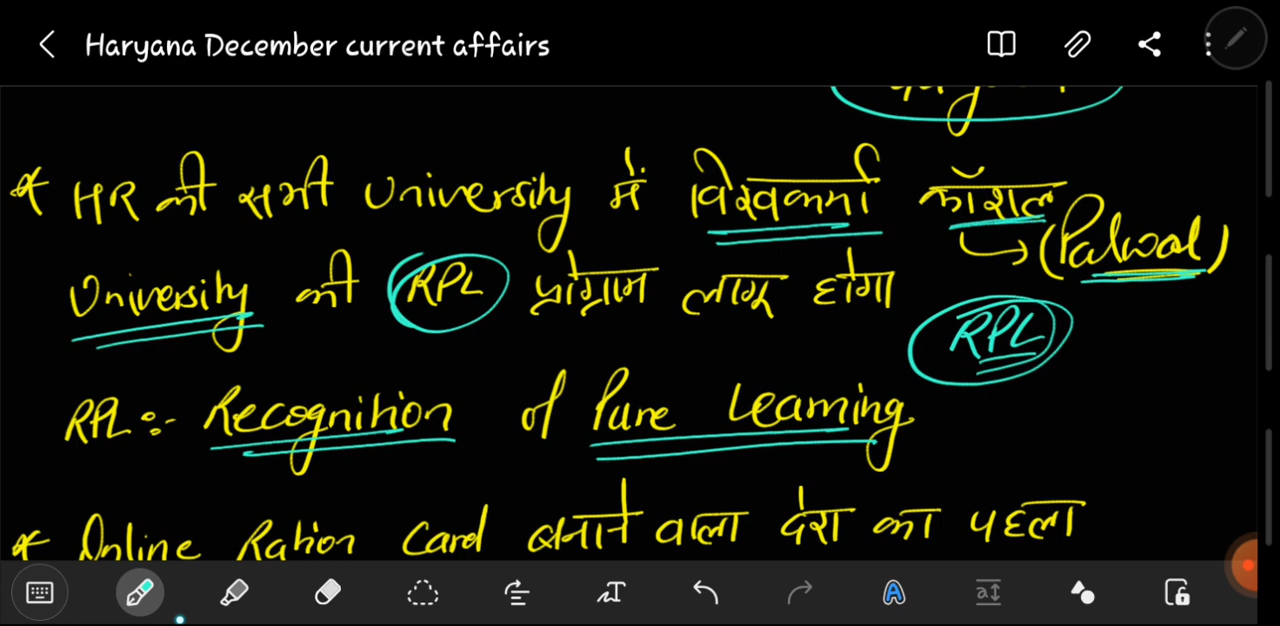 Haryana December current affairs
* HR की सभी University में विश्वकर्मा कौशल
→ (Palwal)
University की RPL प्रोग्राम लागू होगा
RPL
RPL :- Recognition of Pure Learning.
* Online Ration Card बनाने वाला देश का पहला